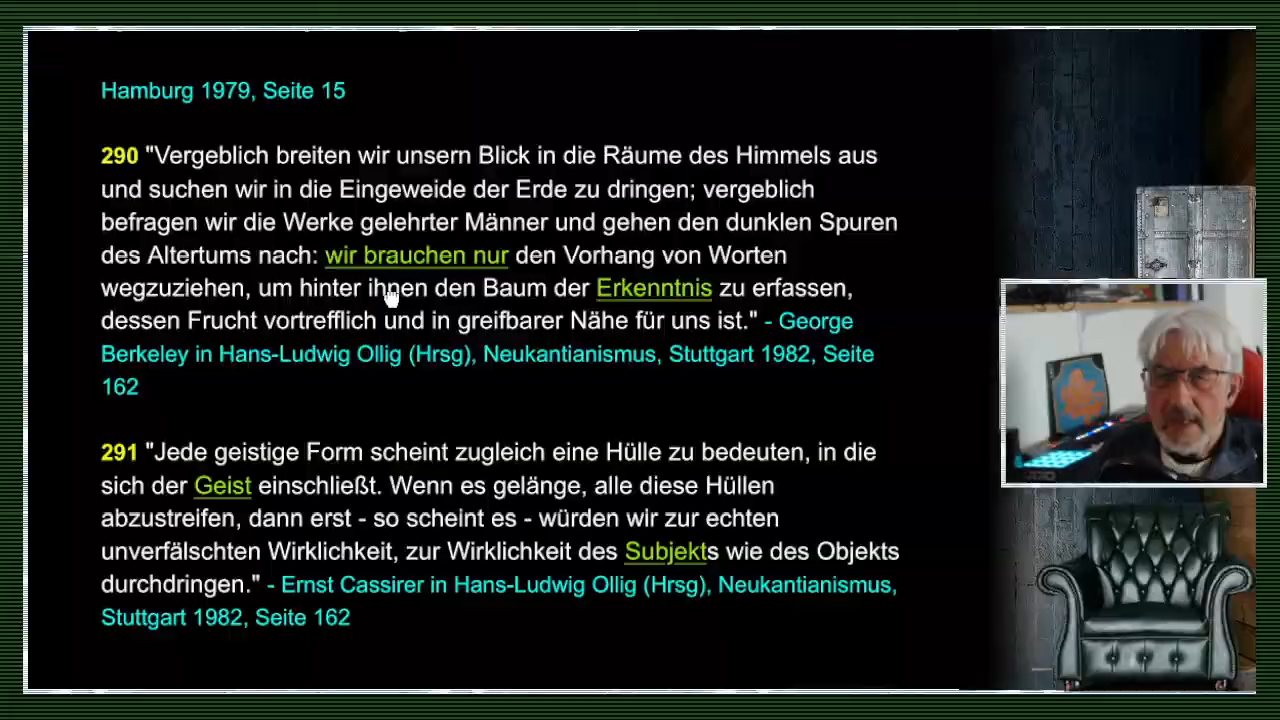 Hamburg 1979, Seite 15
290 "Vergeblich breiten wir unsern Blick in die Räume des Himmels aus
und suchen wir in die Eingeweide der Erde zu dringen; vergeblich
befragen wir die Werke gelehrter Männer und gehen den dunklen Spuren
des Altertums nach: wir brauchen nur den Vorhang von Worten
wegzuziehen, um hinter ihnen den Baum der Erkenntnis zu erfassen,
dessen Frucht vortrefflich und in greifbarer Nähe für uns ist." - George
Berkeley in Hans-Ludwig Ollig (Hrsg), Neukantianismus, Stuttgart 1982, Seite
162
291 "Jede geistige Form scheint zugleich eine Hülle zu bedeuten, in die
sich der Geist einschließt. Wenn es gelänge, alle diese Hüllen
abzustreifen, dann erst - so scheint es - würden wir zur echten
unverfälschten Wirklichkeit, zur Wirklichkeit des Subjekts wie des Objekts
durchdringen." - Ernst Cassirer in Hans-Ludwig Ollig (Hrsg), Neukantianismus,
Stuttgart 1982, Seite 162